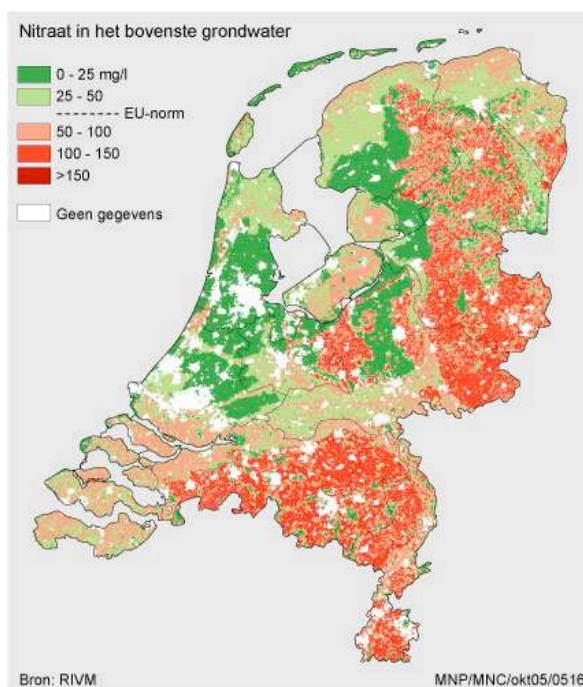 Nitraat in het bovenste grondwater
0 - 25 mg/l
25 - 50
EU-norm
50 - 100
100 - 150
>150
Geen gegevens
Bron: RIVM
MNP/MNC/okt05/0516